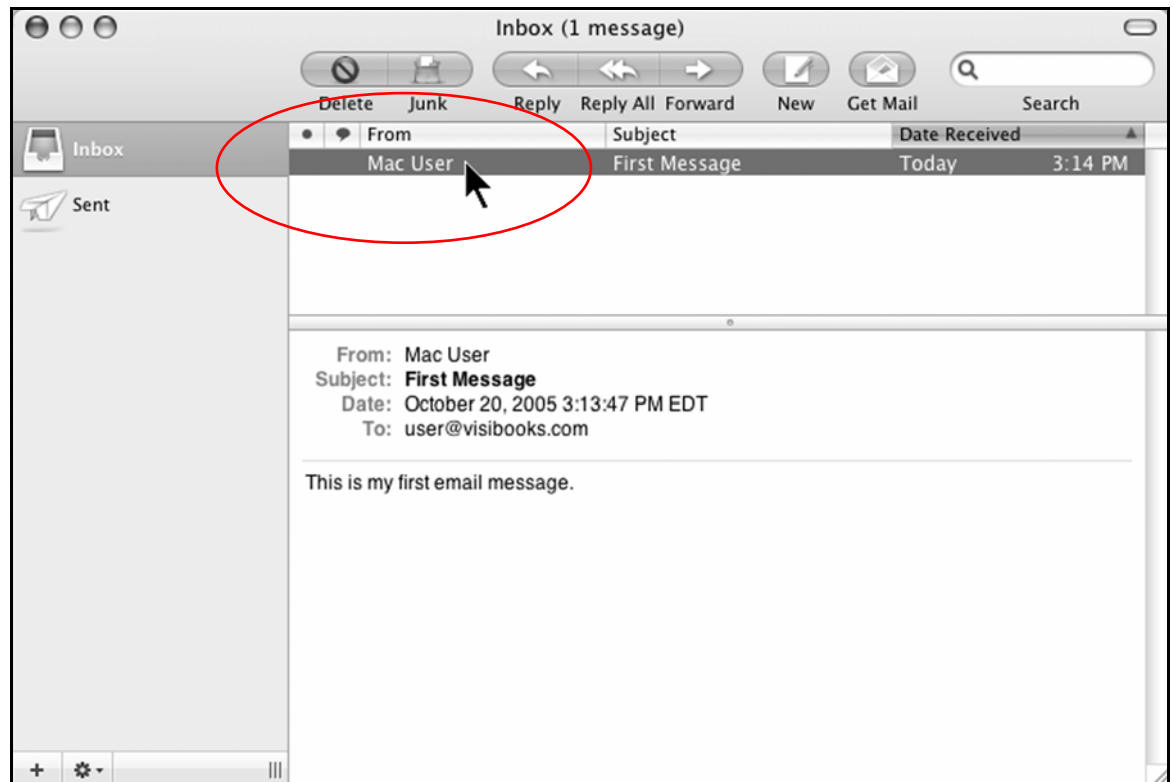 Inbox (1 message)
Delete Junk Reply Reply All Forward New Get Mail Search
Inbox
Sent
From Subject Date Received
Mac User First Message Today 3:14 PM
From: Mac User
Subject: First Message
Date: October 20, 2005 3:13:47 PM EDT
To: user@visibooks.com
This is my first email message.